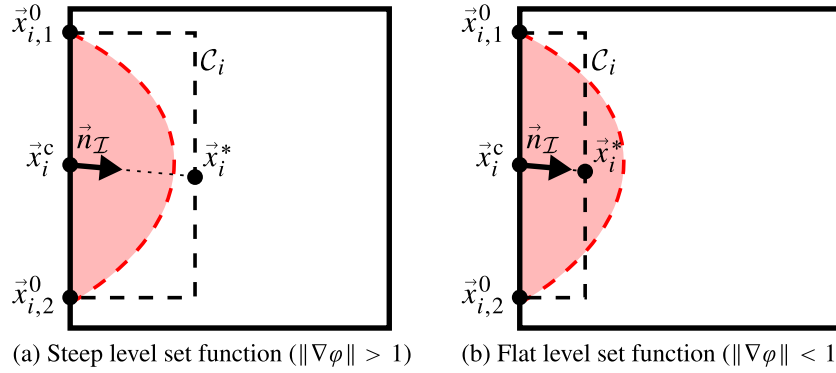 x⃗⁰ᵢ,₁
𝒞ᵢ
x⃗ᶜᵢ
n⃗_ℐ
x⃗*ᵢ
x⃗⁰ᵢ,₂
(a) Steep level set function (‖∇φ‖ > 1)
x⃗⁰ᵢ,₁
𝒞ᵢ
x⃗ᶜᵢ
n⃗_ℐ
x⃗*ᵢ
x⃗⁰ᵢ,₂
(b) Flat level set function (‖∇φ‖ < 1